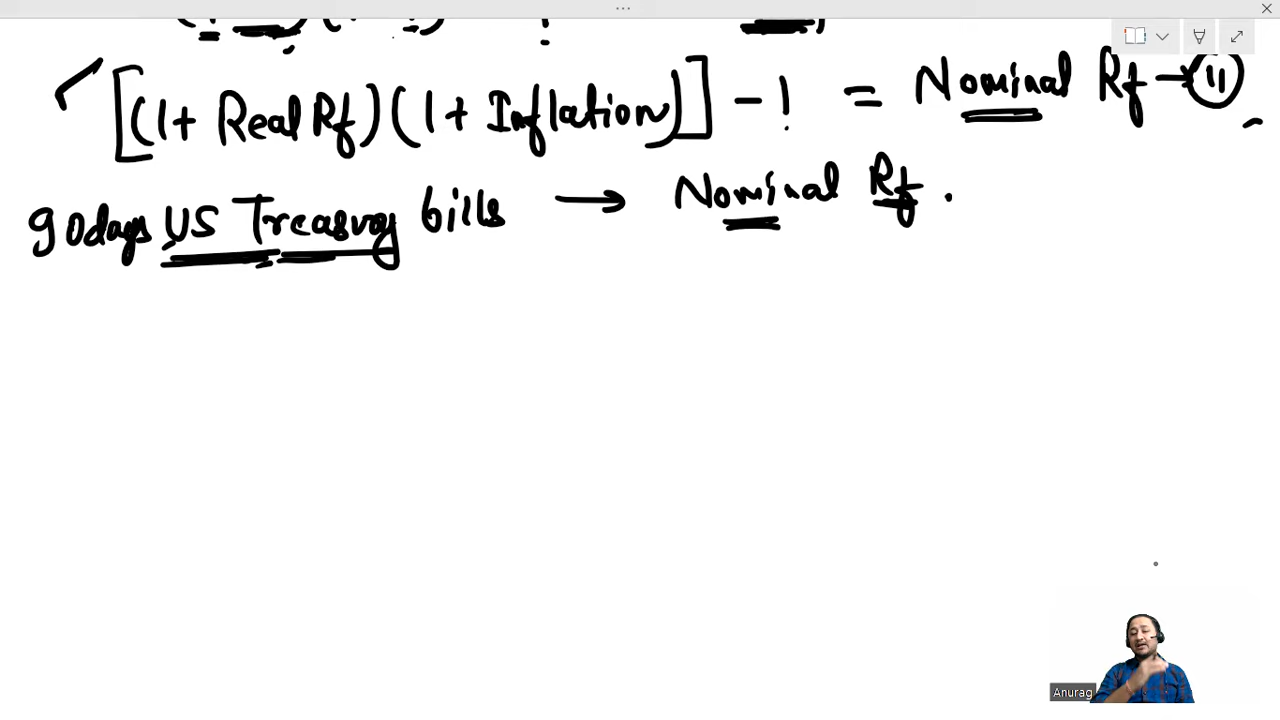 [(1+ Real Rf)(1+ Inflation)] - 1 = Nominal Rf → 11
90days US Treasury bills → Nominal Rf.
Anurag